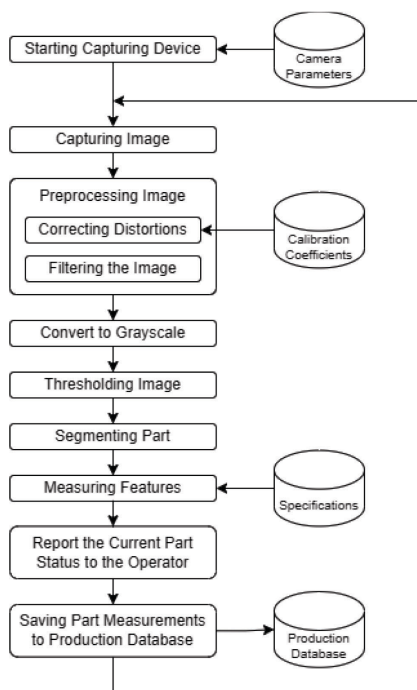 Starting Capturing Device
Camera
Parameters
Capturing Image
Preprocessing Image
Correcting Distortions
Calibration
Coefficients
Filtering the Image
Convert to Grayscale
Thresholding Image
Segmenting Part
Measuring Features
Specifications
Report the Current Part
Status to the Operator
Saving Part Measurements
to Production Database
Production
Database